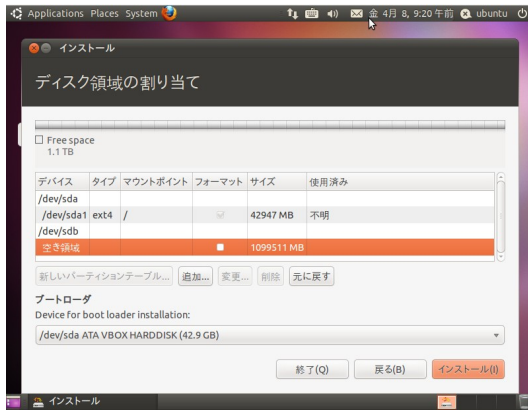 Applications Places System 金 4月 8, 9:20 午前 ubuntu
インストール
ディスク領域の割り当て
Free space
1.1 TB
デバイス タイプ マウントポイント フォーマット サイズ 使用済み
/dev/sda
/dev/sda1 ext4 / 42947 MB 不明
/dev/sdb
空き領域 1099511 MB
新しいパーティションテーブル... 追加... 変更... 削除 元に戻す
ブートローダ
Device for boot loader installation:
/dev/sda ATA VBOX HARDDISK (42.9 GB)
終了(Q) 戻る(B) インストール(I)
インストール